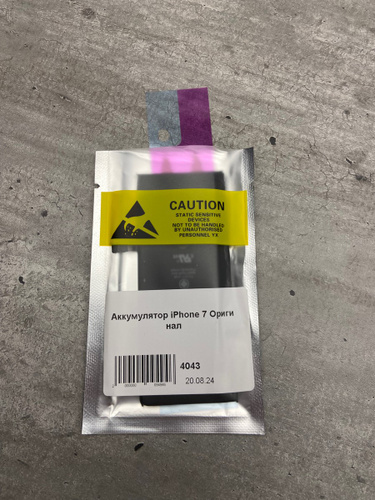 CAUTION
STATIC SENSITIVE
DEVICES
NOT TO BE HANDLED
BY UNAUTHORISED
PERSONNEL YX
Аккумулятор iPhone 7 Ориги
нал
4043
20.08.24